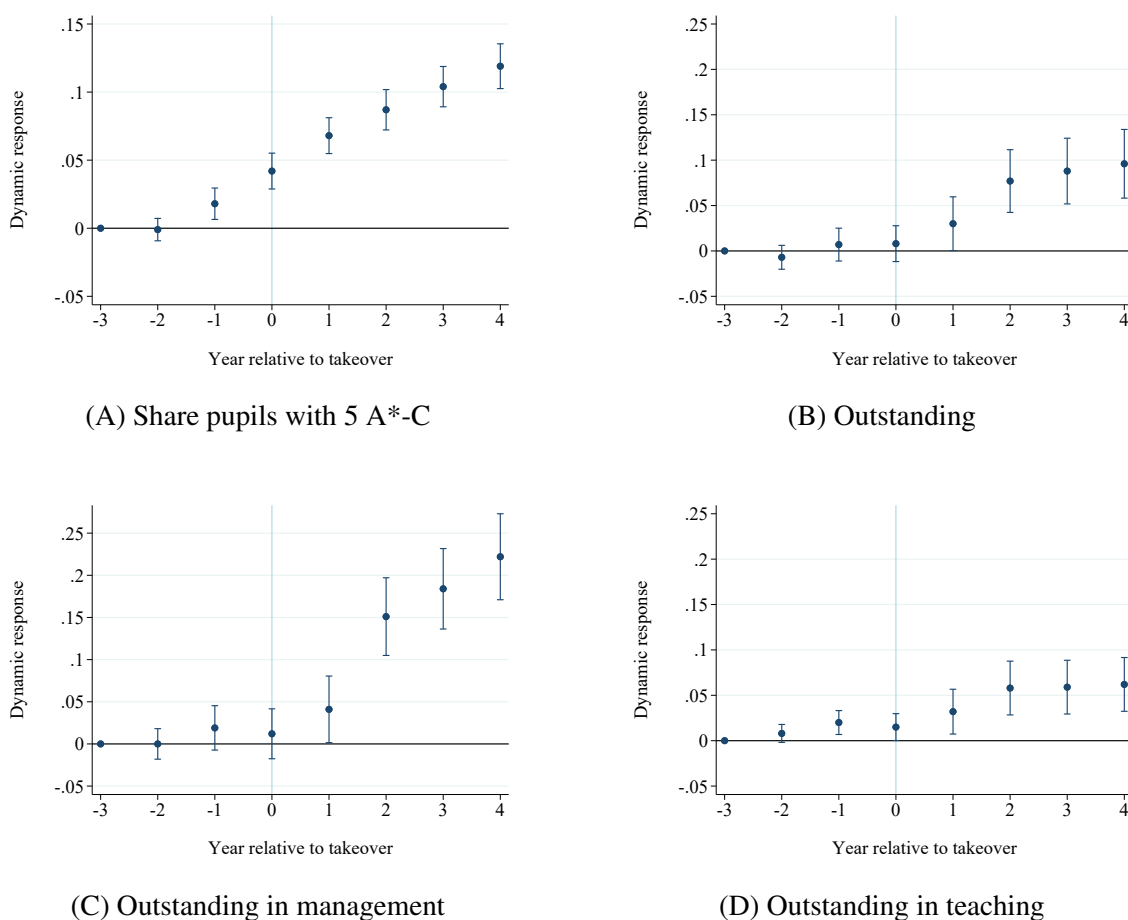 Dynamic response
.15
.1
.05
0
-.05
-3 -2 -1 0 1 2 3 4
Year relative to takeover
(A) Share pupils with 5 A*-C
Dynamic response
.25
.2
.15
.1
.05
0
-.05
-3 -2 -1 0 1 2 3 4
Year relative to takeover
(B) Outstanding
Dynamic response
.25
.2
.15
.1
.05
0
-.05
-3 -2 -1 0 1 2 3 4
Year relative to takeover
(C) Outstanding in management
Dynamic response
.25
.2
.15
.1
.05
0
-.05
-3 -2 -1 0 1 2 3 4
Year relative to takeover
(D) Outstanding in teaching